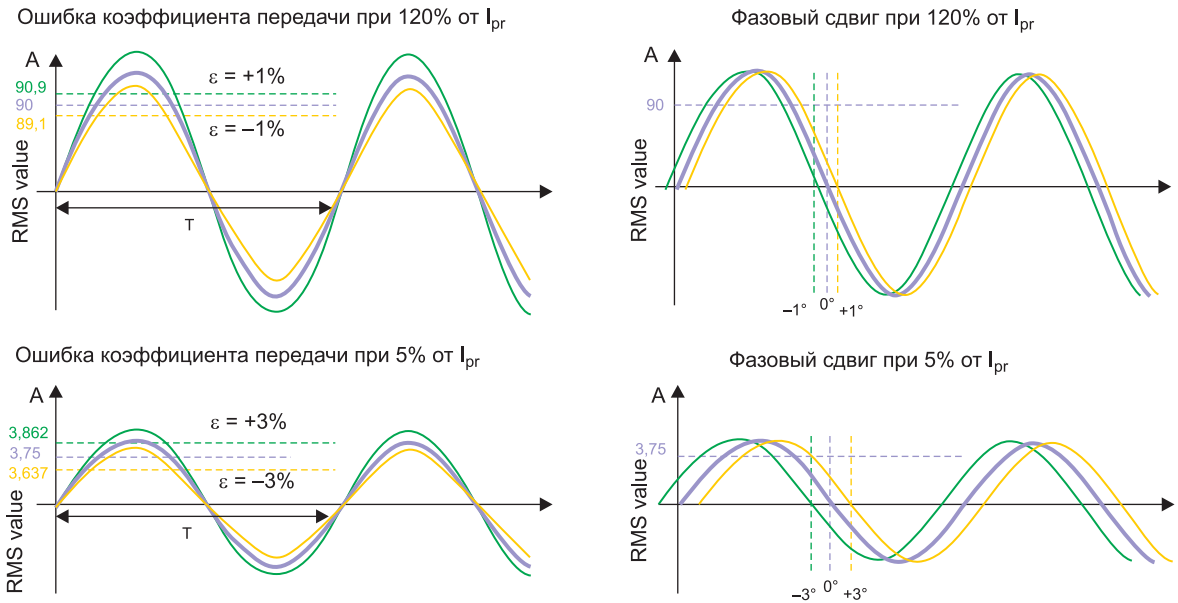 Ошибка коэффициента передачи при 120% от Ipr
A
90,9
90
89,1
RMS value
ε = +1%
ε = –1%
T
Фазовый сдвиг при 120% от Ipr
A
90
RMS value
–1°
0°
+1°
Ошибка коэффициента передачи при 5% от Ipr
A
3,862
3,75
3,637
RMS value
ε = +3%
ε = –3%
T
Фазовый сдвиг при 5% от Ipr
A
3,75
RMS value
–3°
0°
+3°